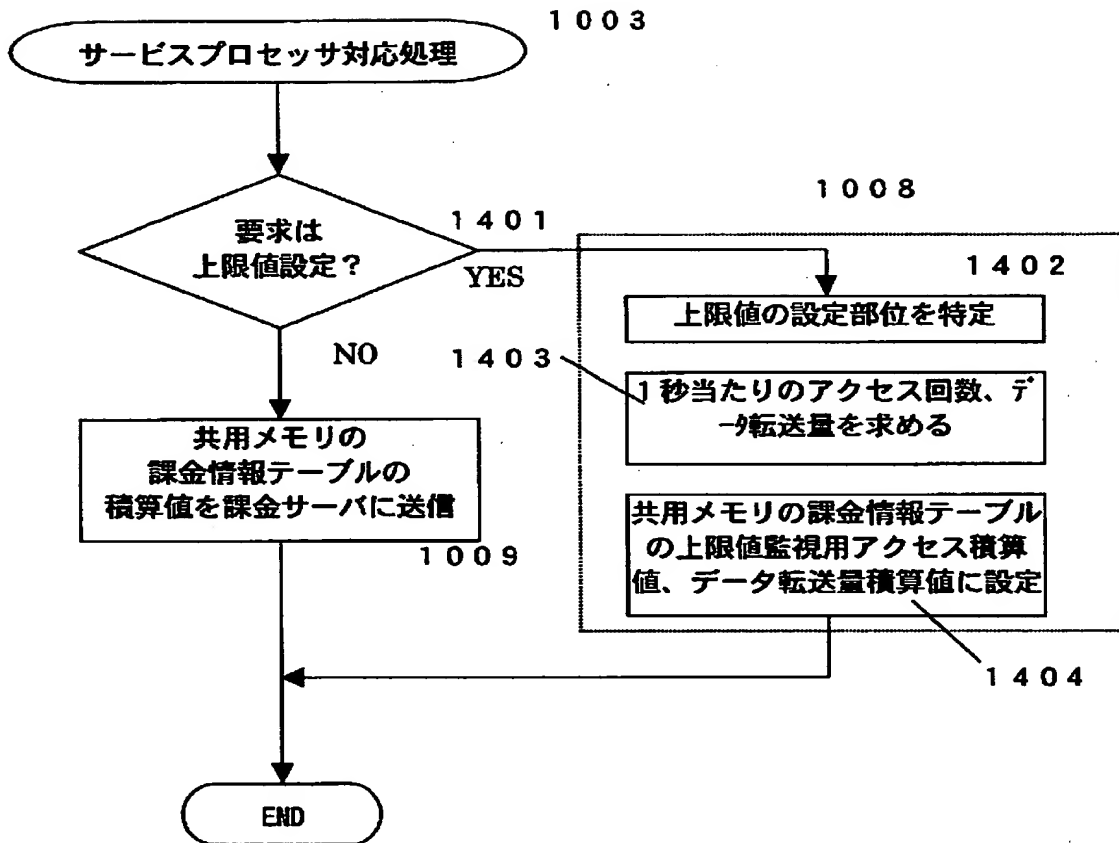 1003
サービスプロセッサ対応処理
1008
1401
要求は
上限値設定?
YES
1402
上限値の設定部位を特定
NO
1403
1秒当たりのアクセス回数、デ
ータ転送量を求める
共用メモリの
課金情報テーブルの
積算値を課金サーバに送信
1009
共用メモリの課金情報テーブル
の上限値監視用アクセス積算
値、データ転送量積算値に設定
1404
END